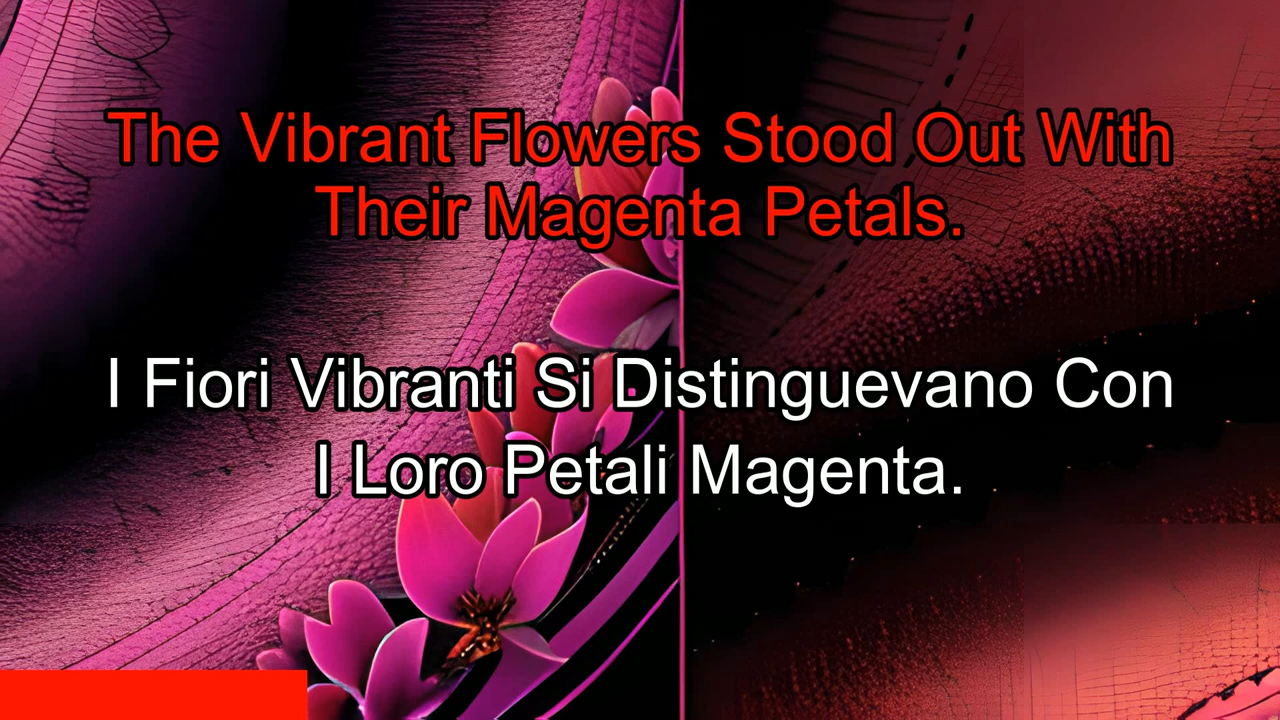 The Vibrant Flowers Stood Out With
Their Magenta Petals.
I Fiori Vibranti Si Distinguevano Con
I Loro Petali Magenta.